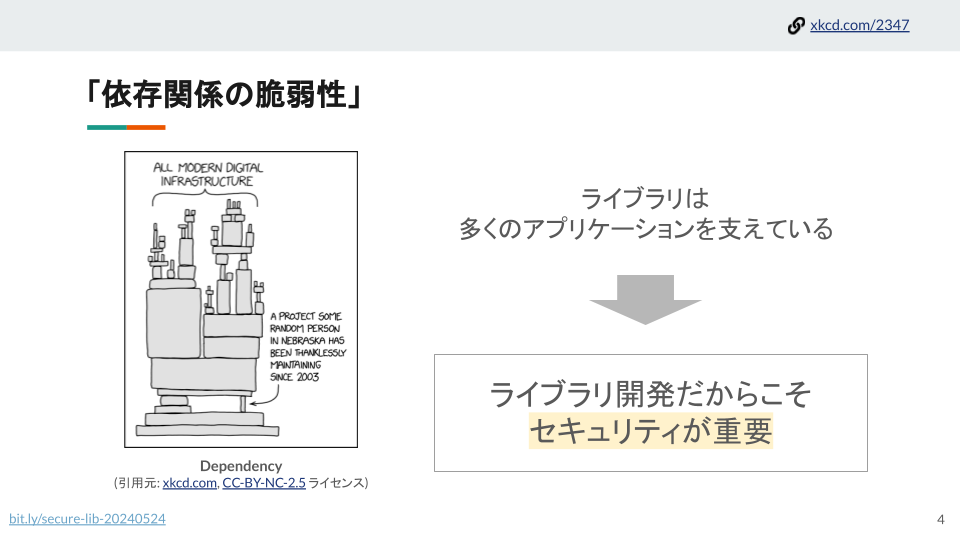 xkcd.com/2347
「依存関係の脆弱性」
ALL MODERN DIGITAL
INFRASTRUCTURE
A PROJECT SOME
RANDOM PERSON
IN NEBRASKA HAS
BEEN THANKLESSLY
MAINTAINING
SINCE 2003
Dependency
(引用元: xkcd.com, CC-BY-NC-2.5 ライセンス)
ライブラリは
多くのアプリケーションを支えている
ライブラリ開発だからこそ
セキュリティが重要
bit.ly/secure-lib-20240524
4